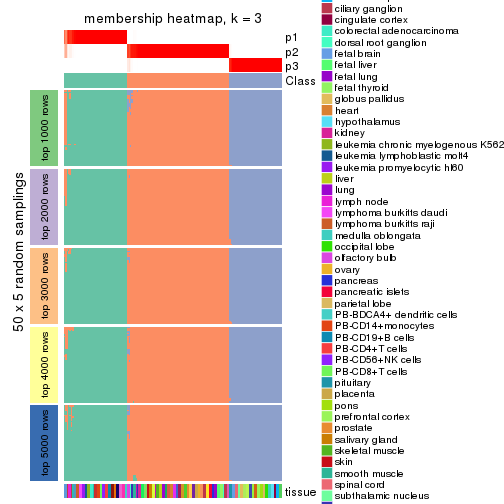 membership heatmap, k = 3
p1
p2
p3
Class
50 x 5 random samplings
top 1000 rows
top 2000 rows
top 3000 rows
top 4000 rows
top 5000 rows
tissue
ciliary ganglion
cingulate cortex
colorectal adenocarcinoma
dorsal root ganglion
fetal brain
fetal liver
fetal lung
fetal thyroid
globus pallidus
heart
hypothalamus
kidney
leukemia chronic myelogenous K562
leukemia lymphoblastic molt4
leukemia promyelocytic hl60
liver
lung
lymph node
lymphoma burkitts daudi
lymphoma burkitts raji
medulla oblongata
occipital lobe
olfactory bulb
ovary
pancreas
pancreatic islets
parietal lobe
PB-BDCA4+ dendritic cells
PB-CD14+monocytes
PB-CD19+B cells
PB-CD4+T cells
PB-CD56+NK cells
PB-CD8+T cells
pituitary
placenta
pons
prefrontal cortex
prostate
salivary gland
skeletal muscle
skin
smooth muscle
spinal cord
subthalamic nucleus